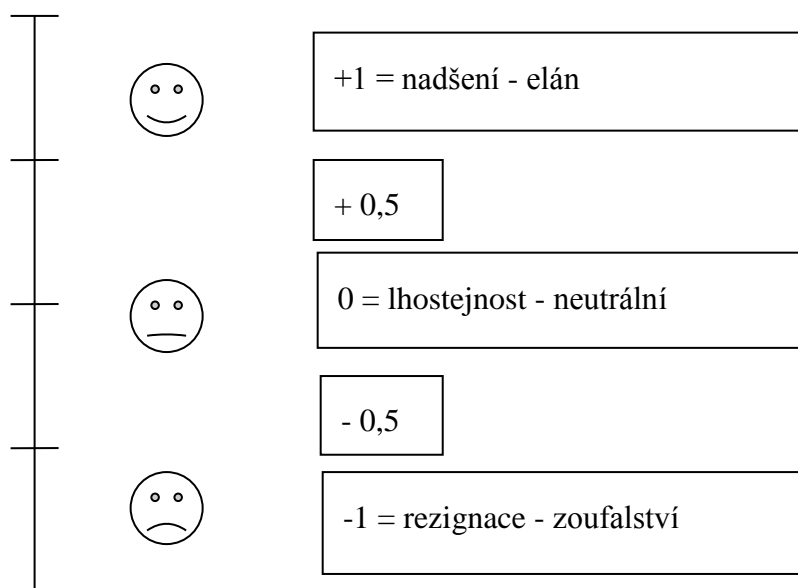 +1 = nadšení - elán
+ 0,5
0 = lhostejnost - neutrální
- 0,5
-1 = rezignace - zoufalství